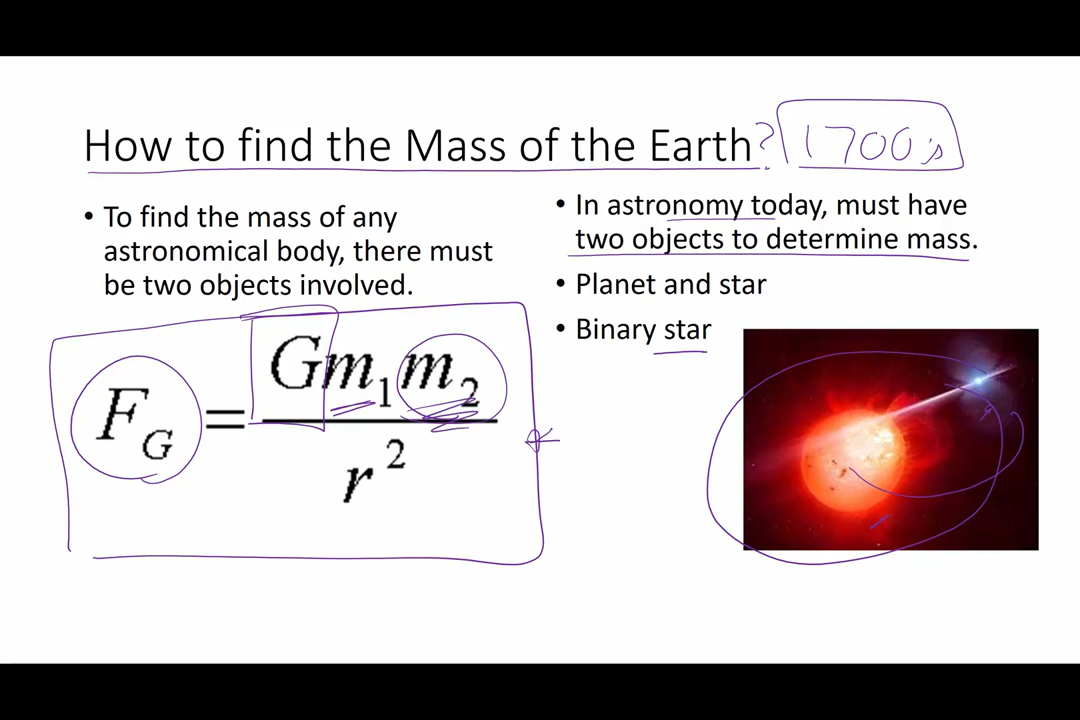 How to find the Mass of the Earth? 1700's
• To find the mass of any
astronomical body, there must
be two objects involved.
F_G = Gm₁m₂ / r²
• In astronomy today, must have
two objects to determine mass.
• Planet and star
• Binary star